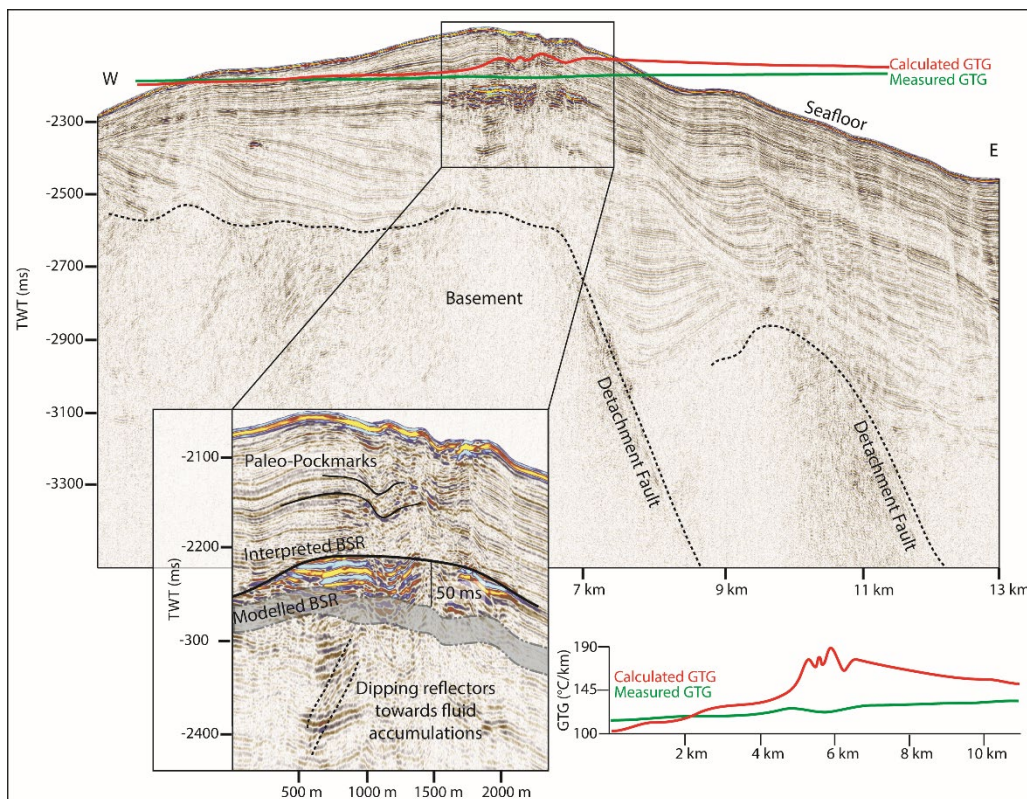 W
Calculated GTG
Measured GTG
Seafloor
E
-2300
-2500
-2700
-2900
-3100
-3300
TWT (ms)
Basement
Detachment Fault
Detachment Fault
7 km
9 km
11 km
13 km
-2100
-2200
-300
-2400
TWT (ms)
Paleo-Pockmarks
Interpreted BSR
50 ms
Modelled BSR
Dipping reflectors
towards fluid
accumulations
500 m
1000 m
1500 m
2000 m
GTG (°C/km)
190
145
100
Calculated GTG
Measured GTG
2 km
4 km
6 km
8 km
10 km